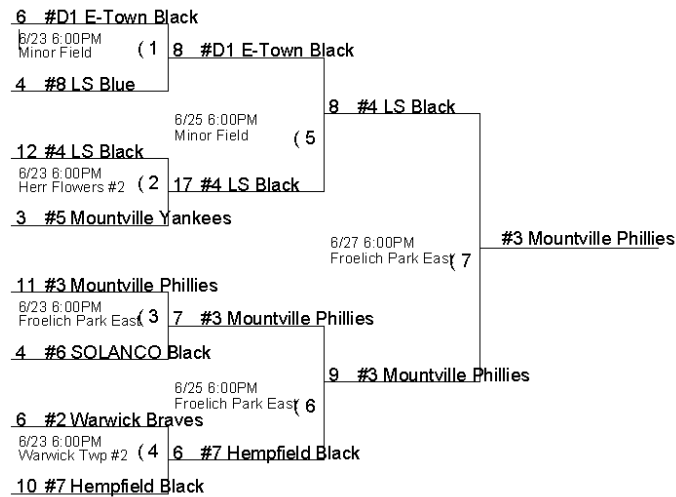 6 #D1 E-Town Black
6/23 6:00PM
Minor Field
( 1
4 #8 LS Blue
8 #D1 E-Town Black
6/25 6:00PM
Minor Field
( 5
12 #4 LS Black
6/23 6:00PM
Herr Flowers #2
( 2
3 #5 Mountville Yankees
17 #4 LS Black
8 #4 LS Black
6/27 6:00PM
Froelich Park East
( 7
#3 Mountville Phillies
11 #3 Mountville Phillies
6/23 6:00PM
Froelich Park East
( 3
4 #6 SOLANCO Black
7 #3 Mountville Phillies
6/25 6:00PM
Froelich Park East
( 6
9 #3 Mountville Phillies
6 #2 Warwick Braves
6/23 6:00PM
Warwick Twp #2
( 4
10 #7 Hempfield Black
6 #7 Hempfield Black